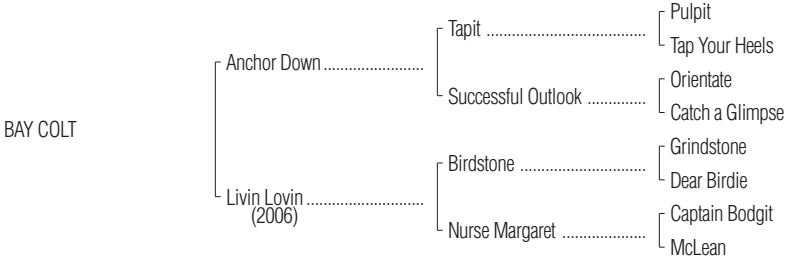 Pulpit
Tapit
Tap Your Heels
Anchor Down
Orientate
Successful Outlook
Catch a Glimpse
BAY COLT
Grindstone
Birdstone
Dear Birdie
Livin Lovin
(2006)
Captain Bodgit
Nurse Margaret
McLean